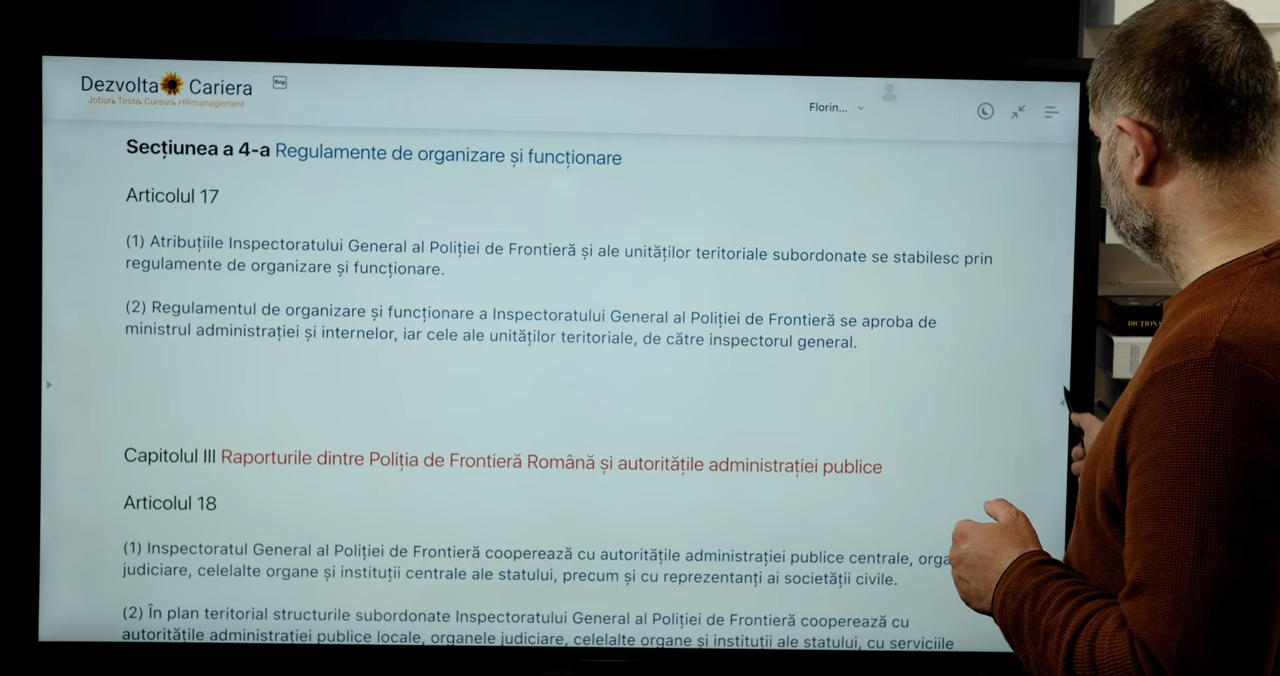 Dezvolta Cariera
Joburi, Teste, Cursuri, HRmanagement
Florin...
Secțiunea a 4-a Regulamente de organizare și funcționare
Articolul 17
(1) Atribuțiile Inspectoratului General al Poliției de Frontieră și ale unităților teritoriale subordonate se stabilesc prin
regulamente de organizare și funcționare.
(2) Regulamentul de organizare și funcționare a Inspectoratului General al Poliției de Frontieră se aproba de
ministrul administrației și internelor, iar cele ale unităților teritoriale, de către inspectorul general.
Capitolul III Raporturile dintre Poliția de Frontieră Română și autoritățile administrației publice
Articolul 18
(1) Inspectoratul General al Poliției de Frontieră cooperează cu autoritățile administrației publice centrale, orga
judiciare, celelalte organe și instituții centrale ale statului, precum și cu reprezentanți ai societății civile.
(2) În plan teritorial structurile subordonate Inspectoratului General al Poliției de Frontieră cooperează cu
autoritățile administrației publice locale, organele judiciare, celelalte organe și instituții ale statului, cu serviciile
DICȚION